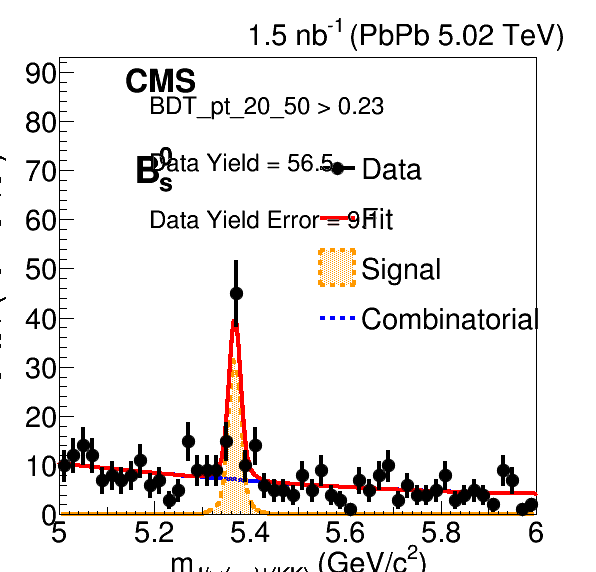 1.5 nb-1 (PbPb 5.02 TeV)
90
80
70
60
50
40
30
20
10
0
CMS
BDT_pt_20_50 > 0.23
B0s
Data Yield = 56.5
Data Yield Error = 9.
Data
Fit
Signal
Combinatorial
5 5.2 5.4 5.6 5.8 6
m (GeV/c2)